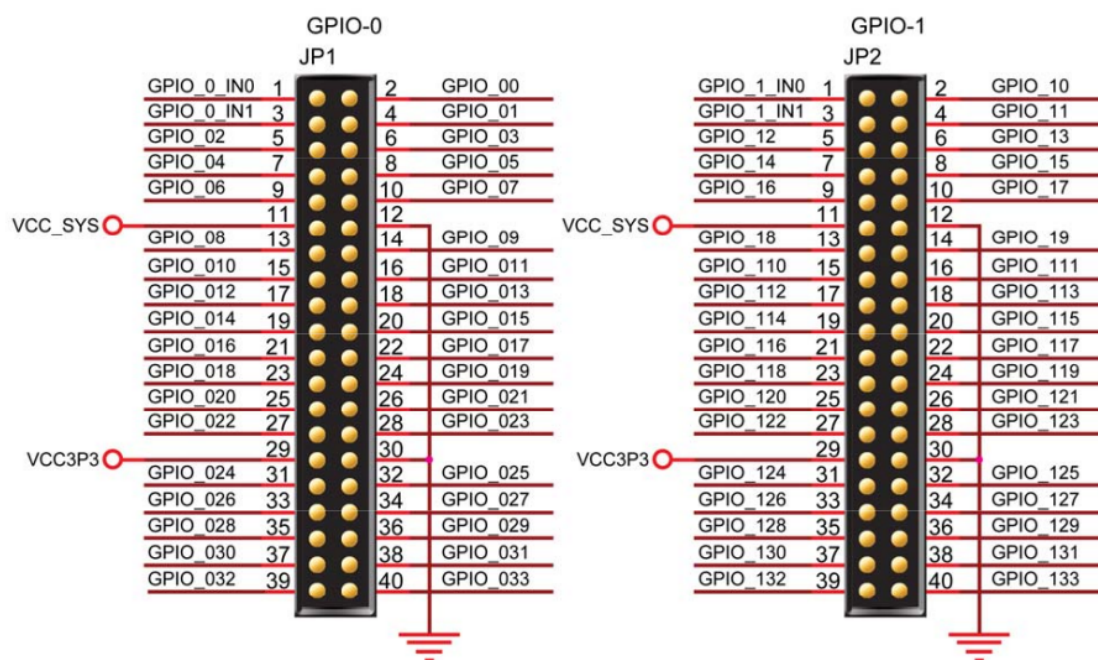 GPIO-0 GPIO-1
JP1 JP2
GPIO_0_IN0 1 2 GPIO_00 GPIO_1_IN0 1 2 GPIO_10
GPIO_0_IN1 3 4 GPIO_01 GPIO_1_IN1 3 4 GPIO_11
GPIO_02 5 6 GPIO_03 GPIO_12 5 6 GPIO_13
GPIO_04 7 8 GPIO_05 GPIO_14 7 8 GPIO_15
GPIO_06 9 10 GPIO_07 GPIO_16 9 10 GPIO_17
VCC_SYS 11 12 VCC_SYS 11 12
GPIO_08 13 14 GPIO_09 GPIO_18 13 14 GPIO_19
GPIO_010 15 16 GPIO_011 GPIO_110 15 16 GPIO_111
GPIO_012 17 18 GPIO_013 GPIO_112 17 18 GPIO_113
GPIO_014 19 20 GPIO_015 GPIO_114 19 20 GPIO_115
GPIO_016 21 22 GPIO_017 GPIO_116 21 22 GPIO_117
GPIO_018 23 24 GPIO_019 GPIO_118 23 24 GPIO_119
GPIO_020 25 26 GPIO_021 GPIO_120 25 26 GPIO_121
GPIO_022 27 28 GPIO_023 GPIO_122 27 28 GPIO_123
VCC3P3 29 30 VCC3P3 29 30
GPIO_024 31 32 GPIO_025 GPIO_124 31 32 GPIO_125
GPIO_026 33 34 GPIO_027 GPIO_126 33 34 GPIO_127
GPIO_028 35 36 GPIO_029 GPIO_128 35 36 GPIO_129
GPIO_030 37 38 GPIO_031 GPIO_130 37 38 GPIO_131
GPIO_032 39 40 GPIO_033 GPIO_132 39 40 GPIO_133